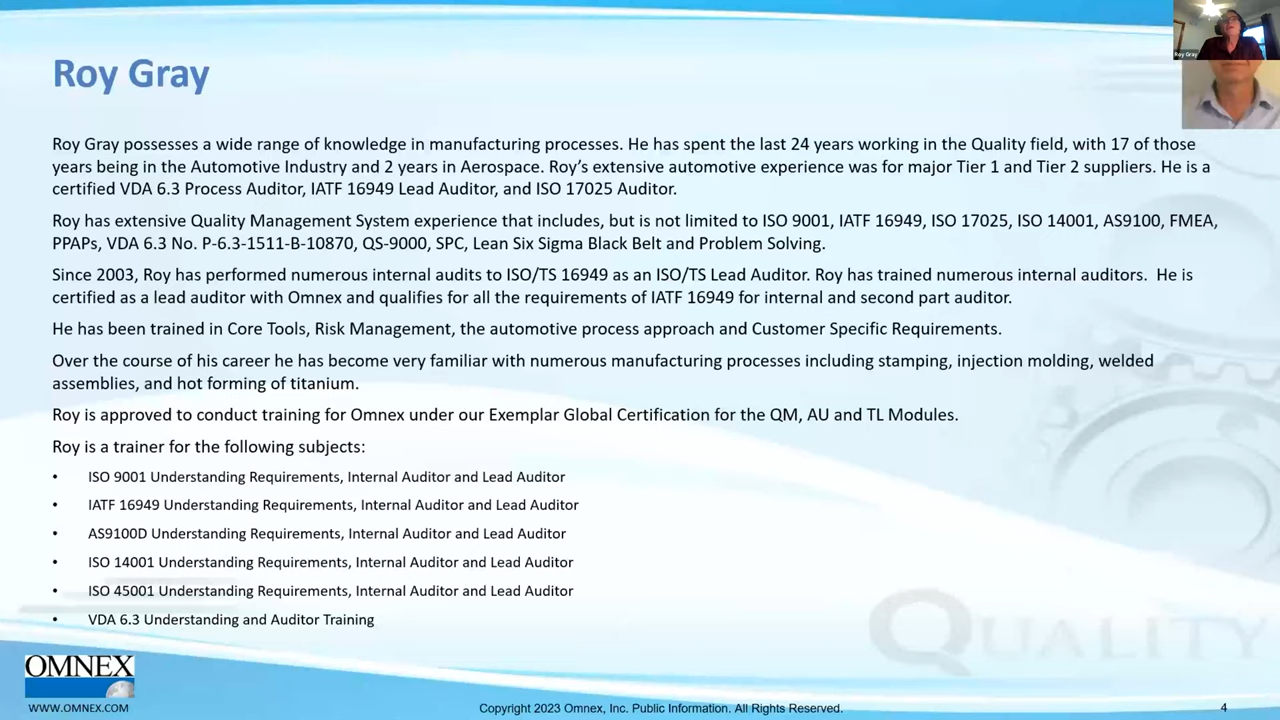 Roy Gray
Roy Gray
Roy Gray possesses a wide range of knowledge in manufacturing processes. He has spent the last 24 years working in the Quality field, with 17 of those
years being in the Automotive Industry and 2 years in Aerospace. Roy’s extensive automotive experience was for major Tier 1 and Tier 2 suppliers. He is a
certified VDA 6.3 Process Auditor, IATF 16949 Lead Auditor, and ISO 17025 Auditor.
Roy has extensive Quality Management System experience that includes, but is not limited to ISO 9001, IATF 16949, ISO 17025, ISO 14001, AS9100, FMEA,
PPAPs, VDA 6.3 No. P-6.3-1511-B-10870, QS-9000, SPC, Lean Six Sigma Black Belt and Problem Solving.
Since 2003, Roy has performed numerous internal audits to ISO/TS 16949 as an ISO/TS Lead Auditor. Roy has trained numerous internal auditors.  He is
certified as a lead auditor with Omnex and qualifies for all the requirements of IATF 16949 for internal and second part auditor.
He has been trained in Core Tools, Risk Management, the automotive process approach and Customer Specific Requirements.
Over the course of his career he has become very familiar with numerous manufacturing processes including stamping, injection molding, welded
assemblies, and hot forming of titanium.
Roy is approved to conduct training for Omnex under our Exemplar Global Certification for the QM, AU and TL Modules.
Roy is a trainer for the following subjects:
• ISO 9001 Understanding Requirements, Internal Auditor and Lead Auditor
• IATF 16949 Understanding Requirements, Internal Auditor and Lead Auditor
• AS9100D Understanding Requirements, Internal Auditor and Lead Auditor
• ISO 14001 Understanding Requirements, Internal Auditor and Lead Auditor
• ISO 45001 Understanding Requirements, Internal Auditor and Lead Auditor
• VDA 6.3 Understanding and Auditor Training
QUALITY
OMNEX
WWW.OMNEX.COM
Copyright 2023 Omnex, Inc. Public Information. All Rights Reserved.
4